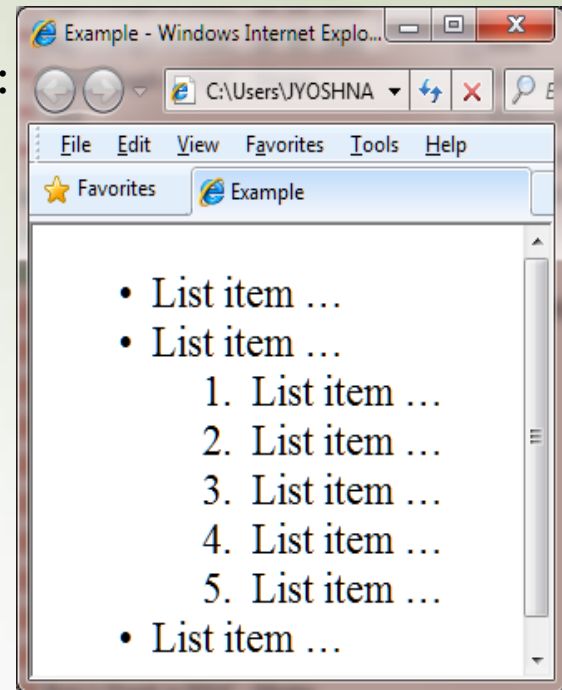 Example - Windows Internet Explo...
:
C:\Users\JYOSHNA
File Edit View Favorites Tools Help
Favorites Example
• List item …
• List item …
1. List item …
2. List item …
3. List item …
4. List item …
5. List item …
• List item …